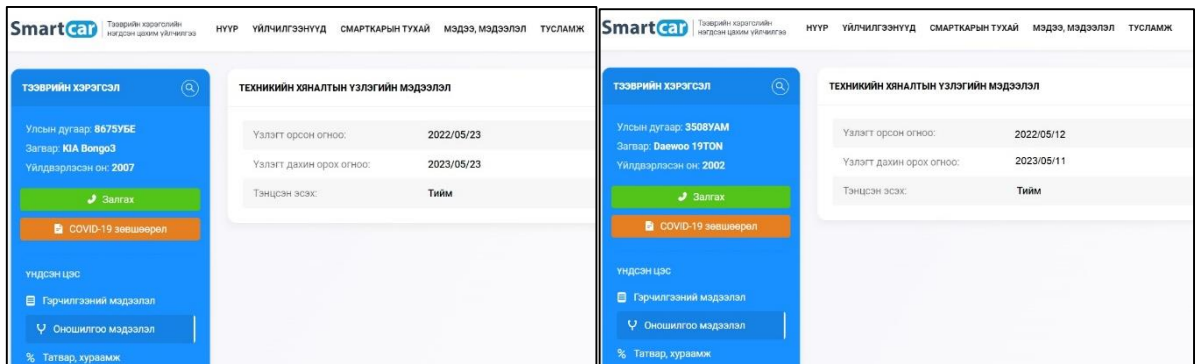 Smartcar
Тээврийн хэрэгслийн
нэгдсэн цахим үйлчилгээ
НҮҮР ҮЙЛЧИЛГЭЭНҮҮД СМАРТКАРЫН ТУХАЙ МЭДЭЭ, МЭДЭЭЛЭЛ ТУСЛАМЖ
ТЭЭВРИЙН ХЭРЭГСЭЛ
Улсын дугаар: 8675УБЕ
Загвар: KIA Bongo3
Үйлдвэрлэсэн он: 2007
Залгах
COVID-19 зөвшөөрөл
ҮНДСЭН ЦЭС
Гэрчилгээний мэдээлэл
Оношилгоо мэдээлэл
% Татвар, хураамж
ТЕХНИКИЙН ХЯНАЛТЫН ҮЗЛЭГИЙН МЭДЭЭЛЭЛ
Үзлэгт орсон огноо: 2022/05/23
Үзлэгт дахин орох огноо: 2023/05/23
Тэнцсэн эсэх: Тийм
Smartcar
Тээврийн хэрэгслийн
нэгдсэн цахим үйлчилгээ
НҮҮР ҮЙЛЧИЛГЭЭНҮҮД СМАРТКАРЫН ТУХАЙ МЭДЭЭ, МЭДЭЭЛЭЛ ТУСЛАМЖ
ТЭЭВРИЙН ХЭРЭГСЭЛ
Улсын дугаар: 3508УАМ
Загвар: Daewoo 19TON
Үйлдвэрлэсэн он: 2002
Залгах
COVID-19 зөвшөөрөл
ҮНДСЭН ЦЭС
Гэрчилгээний мэдээлэл
Оношилгоо мэдээлэл
% Татвар, хураамж
ТЕХНИКИЙН ХЯНАЛТЫН ҮЗЛЭГИЙН МЭДЭЭЛЭЛ
Үзлэгт орсон огноо: 2022/05/12
Үзлэгт дахин орох огноо: 2023/05/11
Тэнцсэн эсэх: Тийм